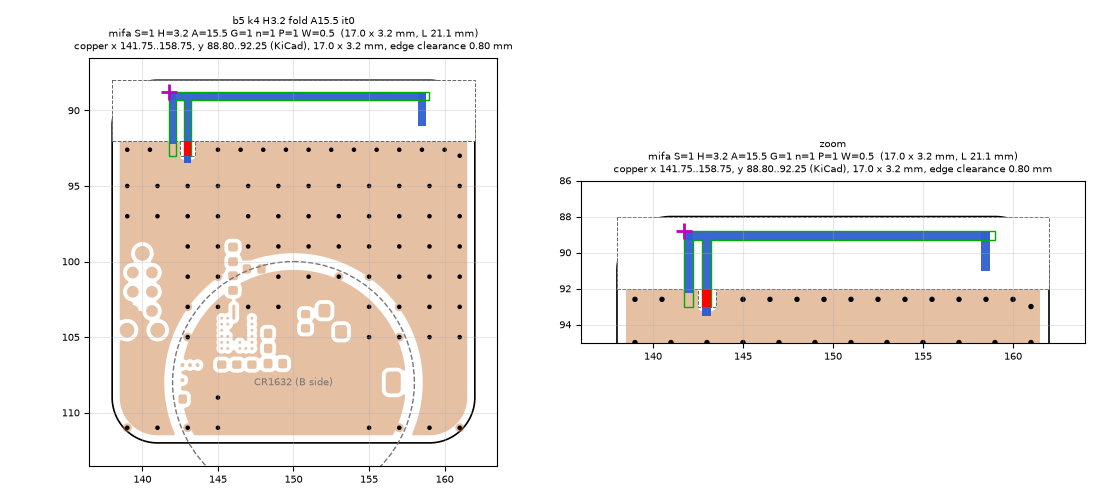 b5 k4 H3.2 fold A15.5 it0
mifa S=1 H=3.2 A=15.5 G=1 n=1 P=1 W=0.5  (17.0 x 3.2 mm, L 21.1 mm)
copper x 141.75..158.75, y 88.80..92.25 (KiCad), 17.0 x 3.2 mm, edge clearance 0.80 mm
90
95
100
105
110
CR1632 (B side)
140
145
150
155
160
zoom
mifa S=1 H=3.2 A=15.5 G=1 n=1 P=1 W=0.5  (17.0 x 3.2 mm, L 21.1 mm)
copper x 141.75..158.75, y 88.80..92.25 (KiCad), 17.0 x 3.2 mm, edge clearance 0.80 mm
86
88
90
92
94
140
145
150
155
160